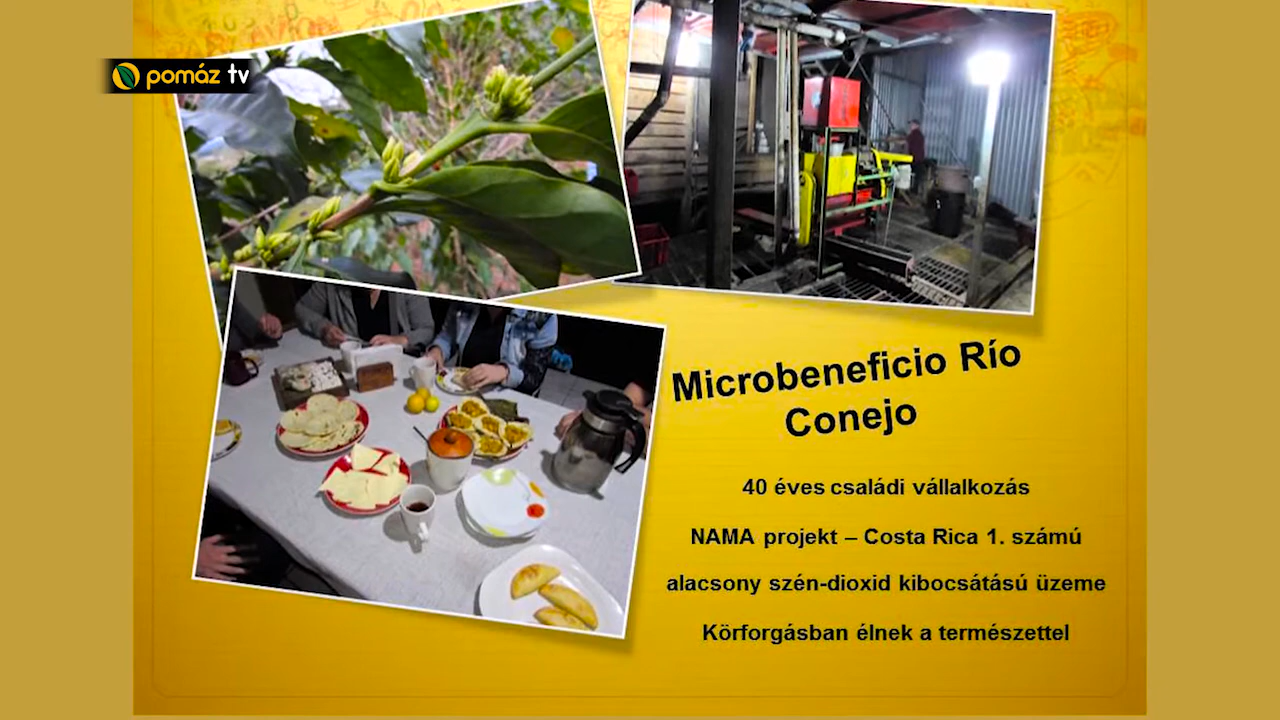 pomáz tv
Microbeneficio Río
Conejo
40 éves családi vállalkozás
NAMA projekt – Costa Rica 1. számú
alacsony szén-dioxid kibocsátású üzeme
Körforgásban élnek a természettel